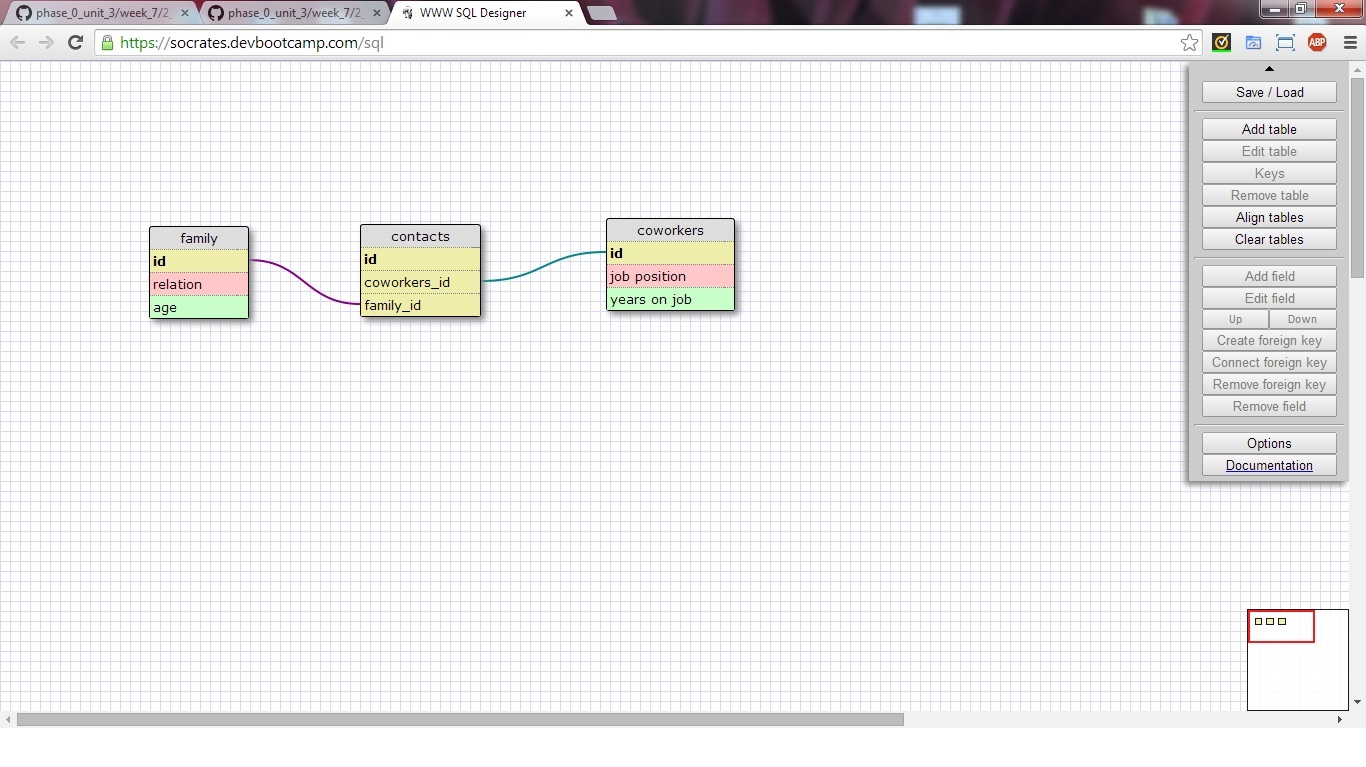 phase_0_unit_3/week_7/2_
phase_0_unit_3/week_7/2_
WWW SQL Designer
https://socrates.devbootcamp.com/sql
ABP
Save / Load
Add table
Edit table
Keys
Remove table
Align tables
Clear tables
Add field
Edit field
Up Down
Create foreign key
Connect foreign key
Remove foreign key
Remove field
Options
Documentation
family
id
relation
age
contacts
id
coworkers_id
family_id
coworkers
id
job position
years on job